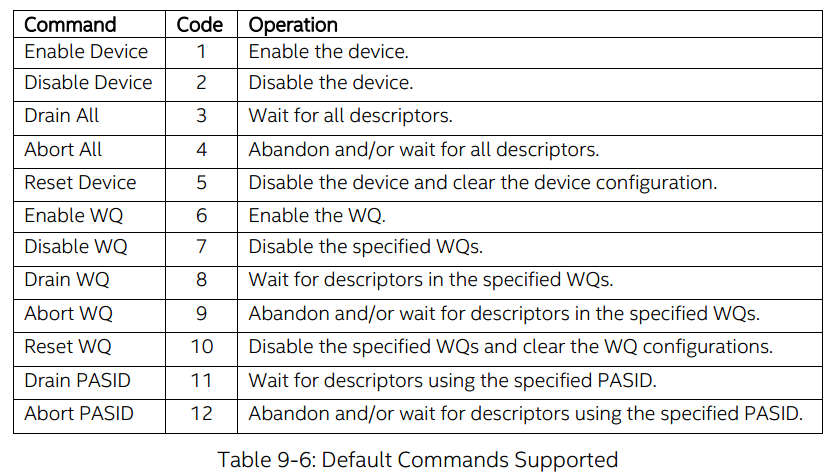 Command Code Operation
Enable Device 1 Enable the device.
Disable Device 2 Disable the device.
Drain All 3 Wait for all descriptors.
Abort All 4 Abandon and/or wait for all descriptors.
Reset Device 5 Disable the device and clear the device configuration.
Enable WQ 6 Enable the WQ.
Disable WQ 7 Disable the specified WQs.
Drain WQ 8 Wait for descriptors in the specified WQs.
Abort WQ 9 Abandon and/or wait for descriptors in the specified WQs.
Reset WQ 10 Disable the specified WQs and clear the WQ configurations.
Drain PASID 11 Wait for descriptors using the specified PASID.
Abort PASID 12 Abandon and/or wait for descriptors using the specified PASID.
Table 9-6: Default Commands Supported